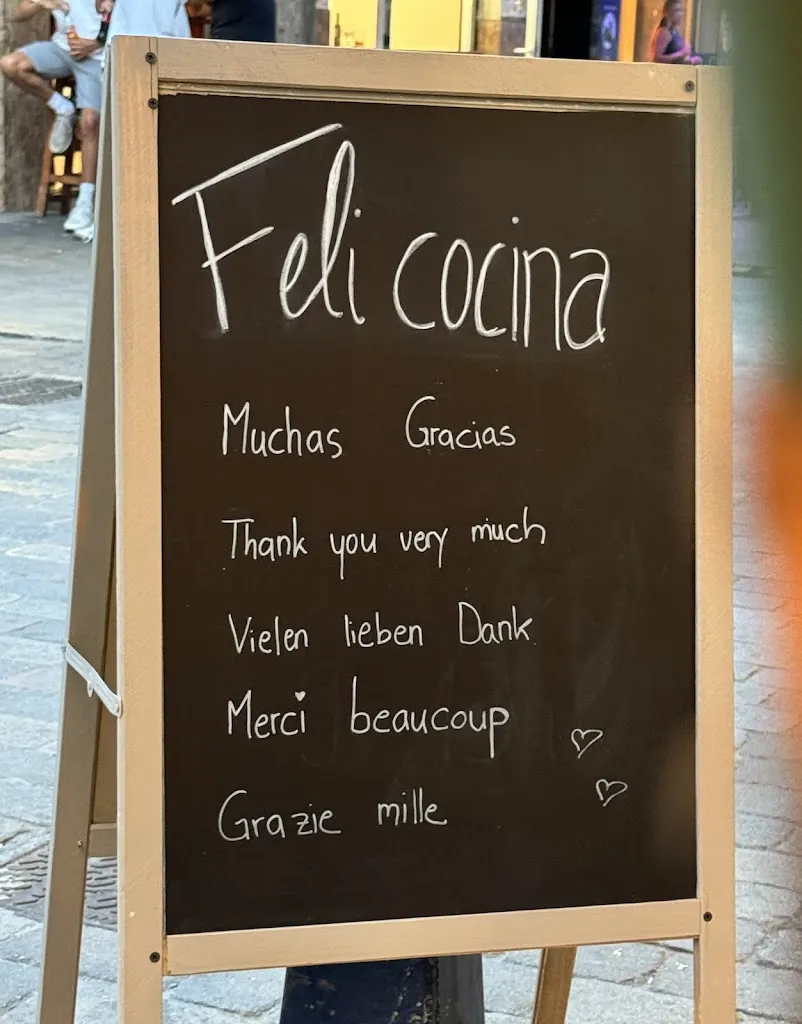 Feli cocina
Muchas Gracias
Thank you very much
Vielen lieben Dank
Merci beaucoup
Grazie mille